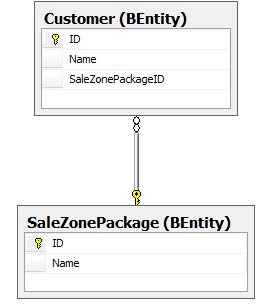 Customer (BEntity)
ID
Name
SaleZonePackageID
SaleZonePackage (BEntity)
ID
Name